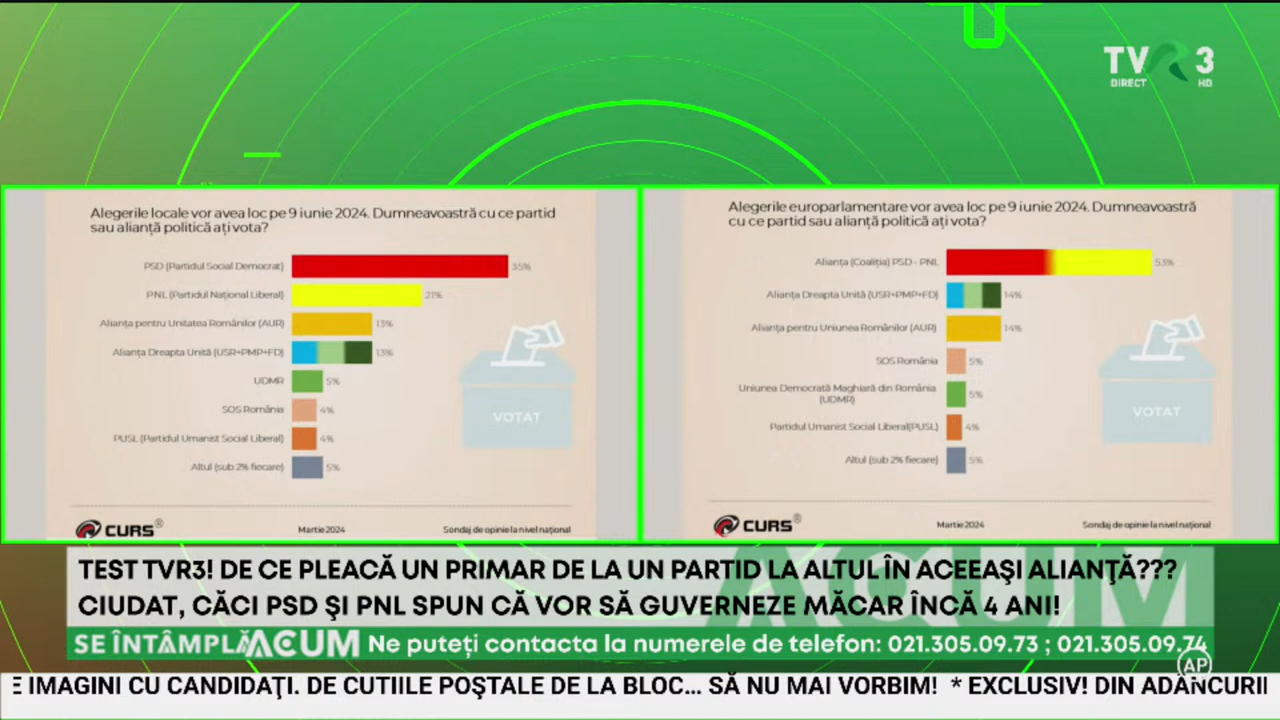 TVR 3
DIRECT HD
Alegerile locale vor avea loc pe 9 iunie 2024. Dumneavoastră cu ce partid
sau alianță politică ați vota?
PSD (Partidul Social Democrat) 35%
PNL (Partidul Național Liberal) 21%
Alianța pentru Unitatea Românilor (AUR) 13%
Alianța Dreapta Unită (USR+PMP+FD) 13%
UDMR 5%
SOS România 4%
PUSL (Partidul Umanist Social Liberal) 4%
Altul (sub 2% fiecare) 5%
VOTAT
CURS®
Martie 2024
Sondaj de opinie la nivel național
Alegerile europarlamentare vor avea loc pe 9 iunie 2024. Dumneavoastră
cu ce partid sau alianță politică ați vota?
Alianța (Coaliția) PSD - PNL 53%
Alianța Dreapta Unită (USR+PMP+FD) 14%
Alianța pentru Uniunea Românilor (AUR) 14%
SOS România 5%
Uniunea Democrată Maghiară din România
(UDMR) 5%
Partidul Umanist Social Liberal(PUSL) 4%
Altul (sub 2% fiecare) 5%
VOTAT
CURS®
Martie 2024
Sondaj de opinie la nivel național
ACUM
TEST TVR3! DE CE PLEACĂ UN PRIMAR DE LA UN PARTID LA ALTUL ÎN ACEEAŞI ALIANŢĂ???
CIUDAT, CĂCI PSD ŞI PNL SPUN CĂ VOR SĂ GUVERNEZE MĂCAR ÎNCĂ 4 ANI!
SE ÎNTÂMPLĂ ACUM Ne puteți contacta la numerele de telefon: 021.305.09.73 ; 021.305.09.74
AP
E IMAGINI CU CANDIDAŢI. DE CUTIILE POŞTALE DE LA BLOC... SĂ NU MAI VORBIM! * EXCLUSIV! DIN ADÂNCURII